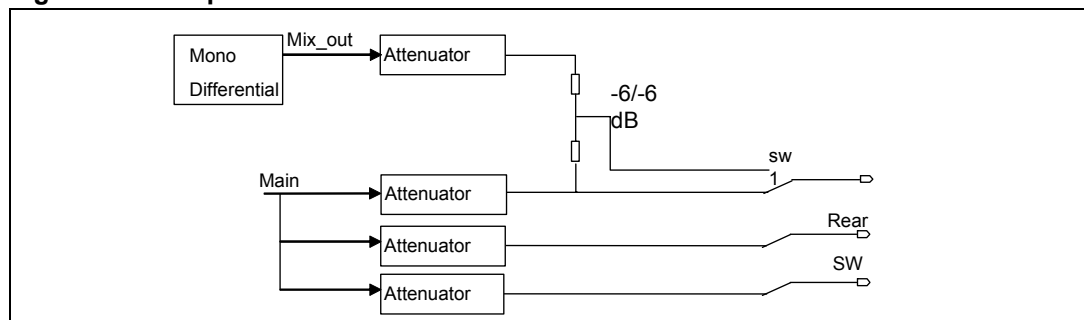 Mono
Differential
Mix_out
Attenuator
-6/-6
dB
sw
1
Main
Attenuator
Rear
Attenuator
SW
Attenuator